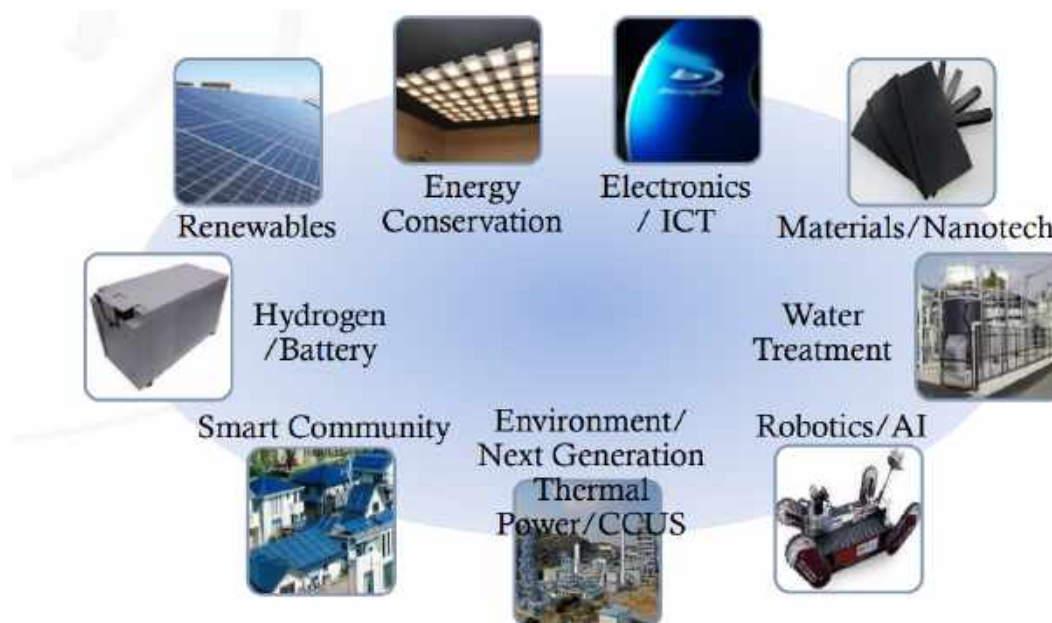 Renewables
Energy
Conservation
Electronics
/ ICT
Materials/Nanotech
Hydrogen
/Battery
Water
Treatment
Smart Community
Environment/
Next Generation
Thermal
Power/CCUS
Robotics/AI